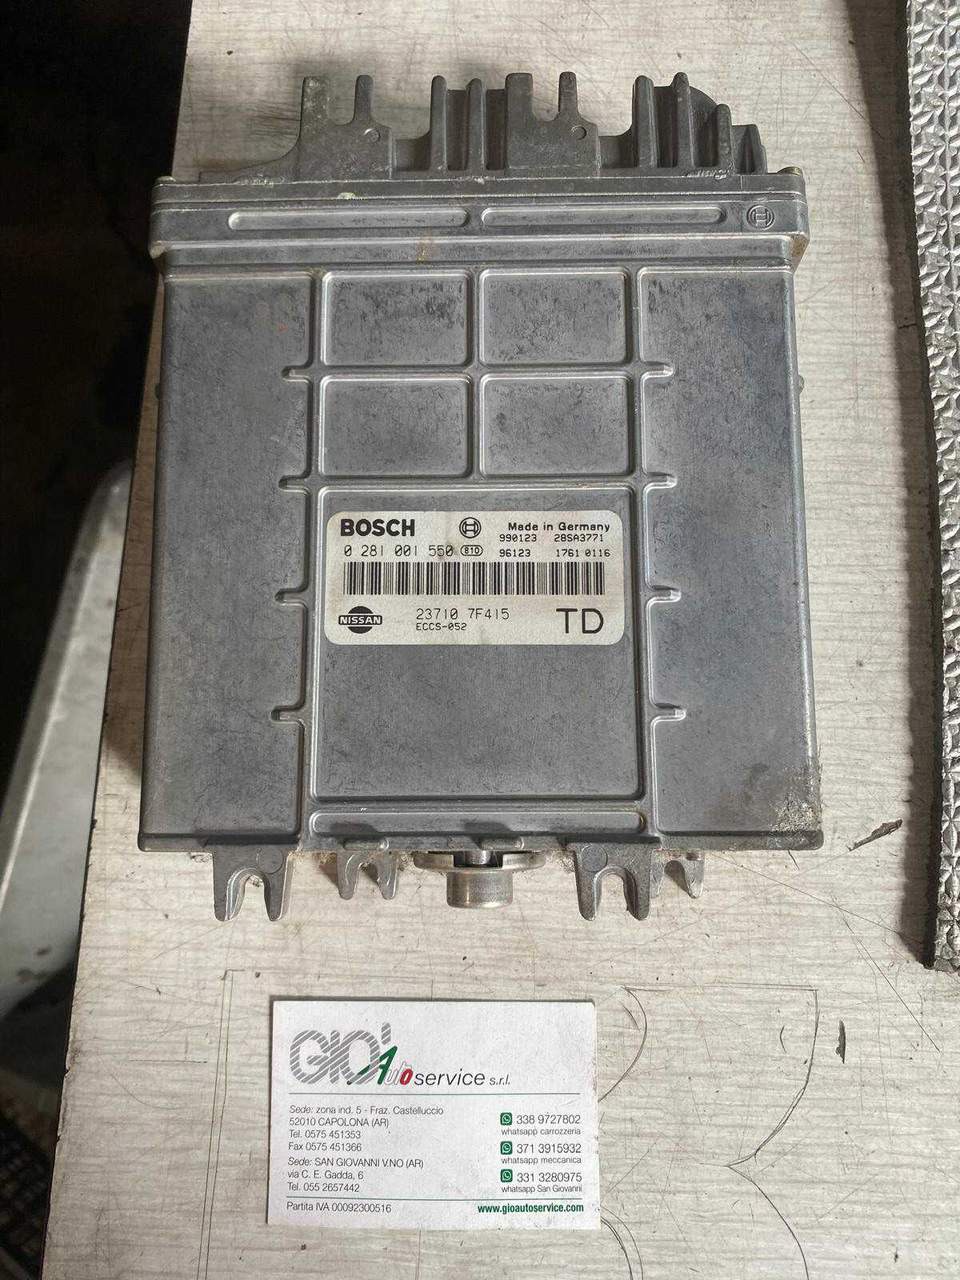 BOSCH
Made in Germany
990123 28SA3771
0 281 001 550 810
96123 1761 0116
NISSAN
23710 7F415
ECCS-052
TD
GIO' Autoservice s.r.l.
Sede: zona ind. 5 - Fraz. Castelluccio
52010 CAPOLONA (AR)
Tel. 0575 451353
Fax 0575 451366
Sede: SAN GIOVANNI V.NO (AR)
via C. E. Gadda, 6
Tel. 055 2657442
Partita IVA 00092300516
338 9727802
whatsapp carrozzeria
371 3915932
whatsapp meccanica
331 3280975
whatsapp San Giovanni
www.gioautoservice.com